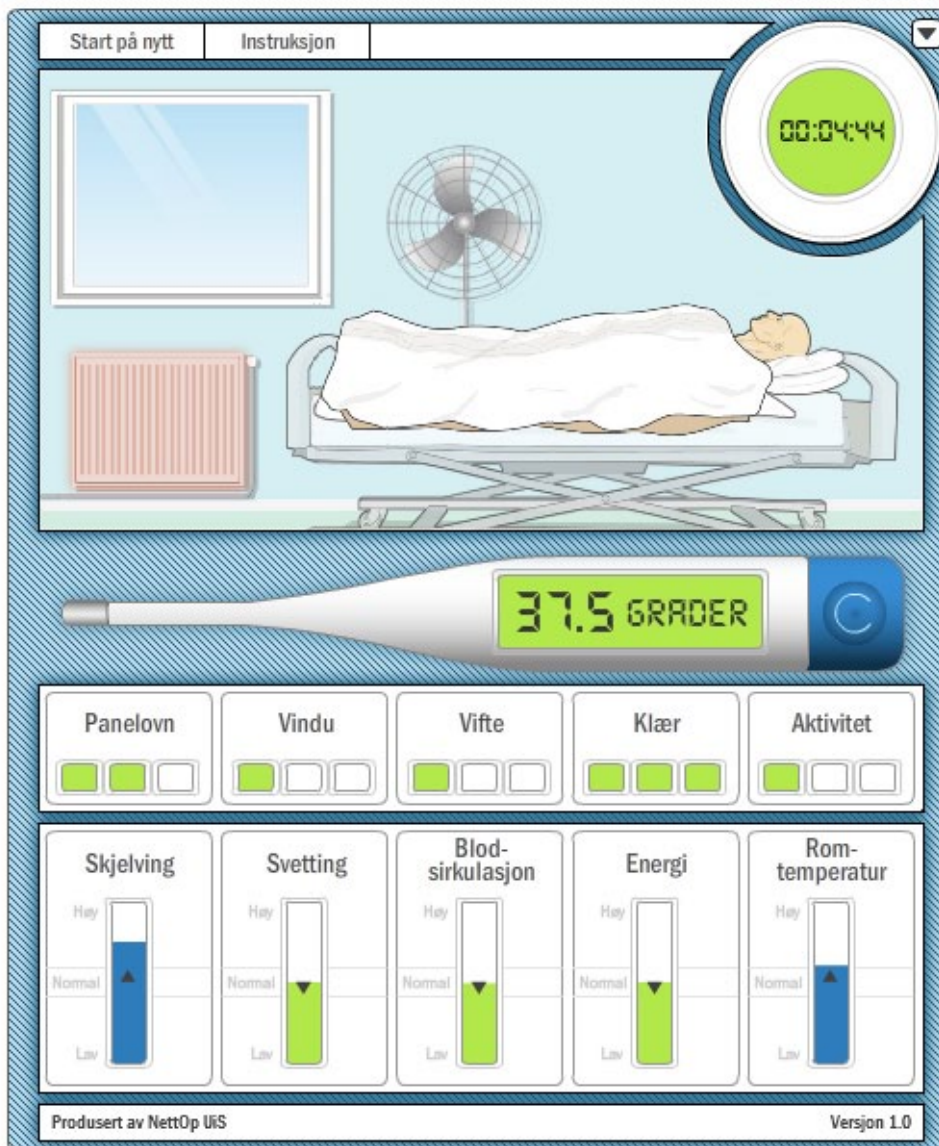 Start på nytt Instruksjon
00:04:44
37.5 GRADER
Panelovn Vindu Vifte Klær Aktivitet
Skjelving Svetting Blod-
sirkulasjon Energi Rom-
temperatur
Høy Høy Høy Høy Høy
Normal Normal Normal Normal Normal
Lav Lav Lav Lav Lav
Produsert av NettOp UiS Versjon 1.0